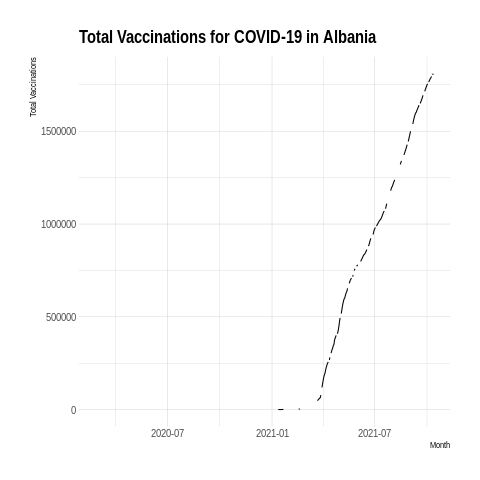 Total Vaccinations for COVID-19 in Albania
Total Vaccinations
1500000
1000000
500000
0
2020-07 2021-01 2021-07
Month